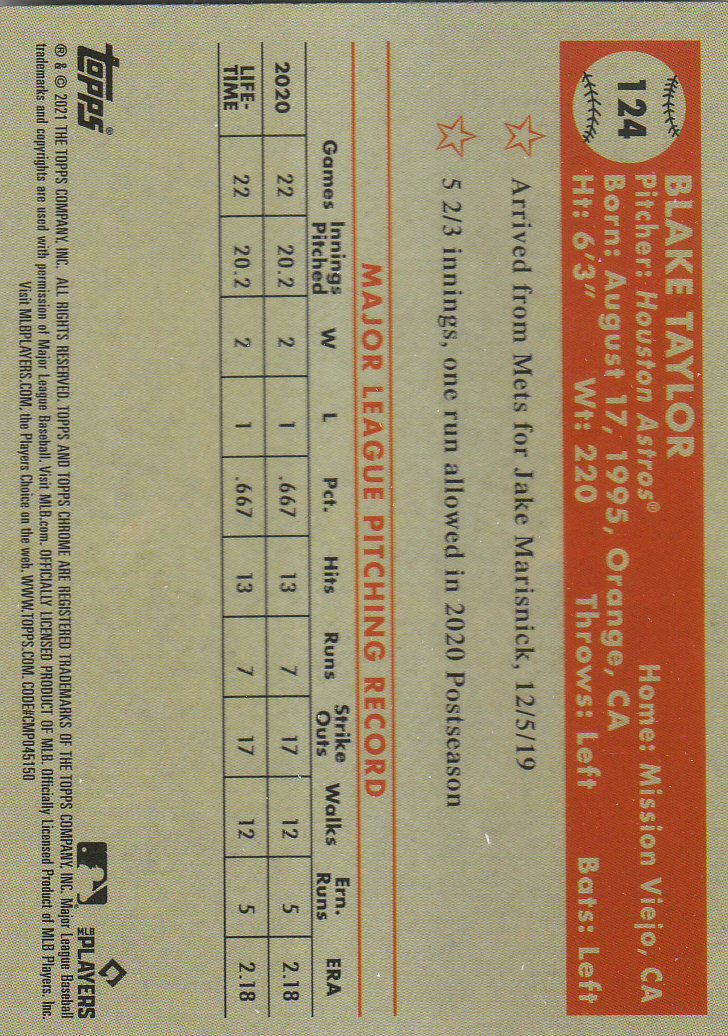 124
BLAKE TAYLOR
Pitcher: Houston Astros® Home: Mission Viejo, CA
Born: August 17, 1995, Orange, CA
Ht: 6'3" Wt: 220 Throws: Left Bats: Left
Arrived from Mets for Jake Marisnick, 12/5/19
5 2/3 innings, one run allowed in 2020 Postseason
MAJOR LEAGUE PITCHING RECORD
Games Innings Pitched W L Pct. Hits Runs Strike Outs Walks Ern. Runs ERA
2020 22 20.2 2 1 .667 13 7 17 12 5 2.18
LIFE-TIME 22 20.2 2 1 .667 13 7 17 12 5 2.18
topps®
MLB PLAYERS
® & © 2021 THE TOPPS COMPANY, INC. ALL RIGHTS RESERVED. TOPPS AND TOPPS CHROME ARE REGISTERED TRADEMARKS OF THE TOPPS COMPANY, INC. Major League Baseball
trademarks and copyrights are used with permission of Major League Baseball. Visit MLB.com. OFFICIALLY LICENSED PRODUCT OF MLB. Officially Licensed Product of MLB Players, Inc.
Visit MLBPLAYERS.COM, the Players Choice on the web. WWW.TOPPS.COM. CODE#CMP045150